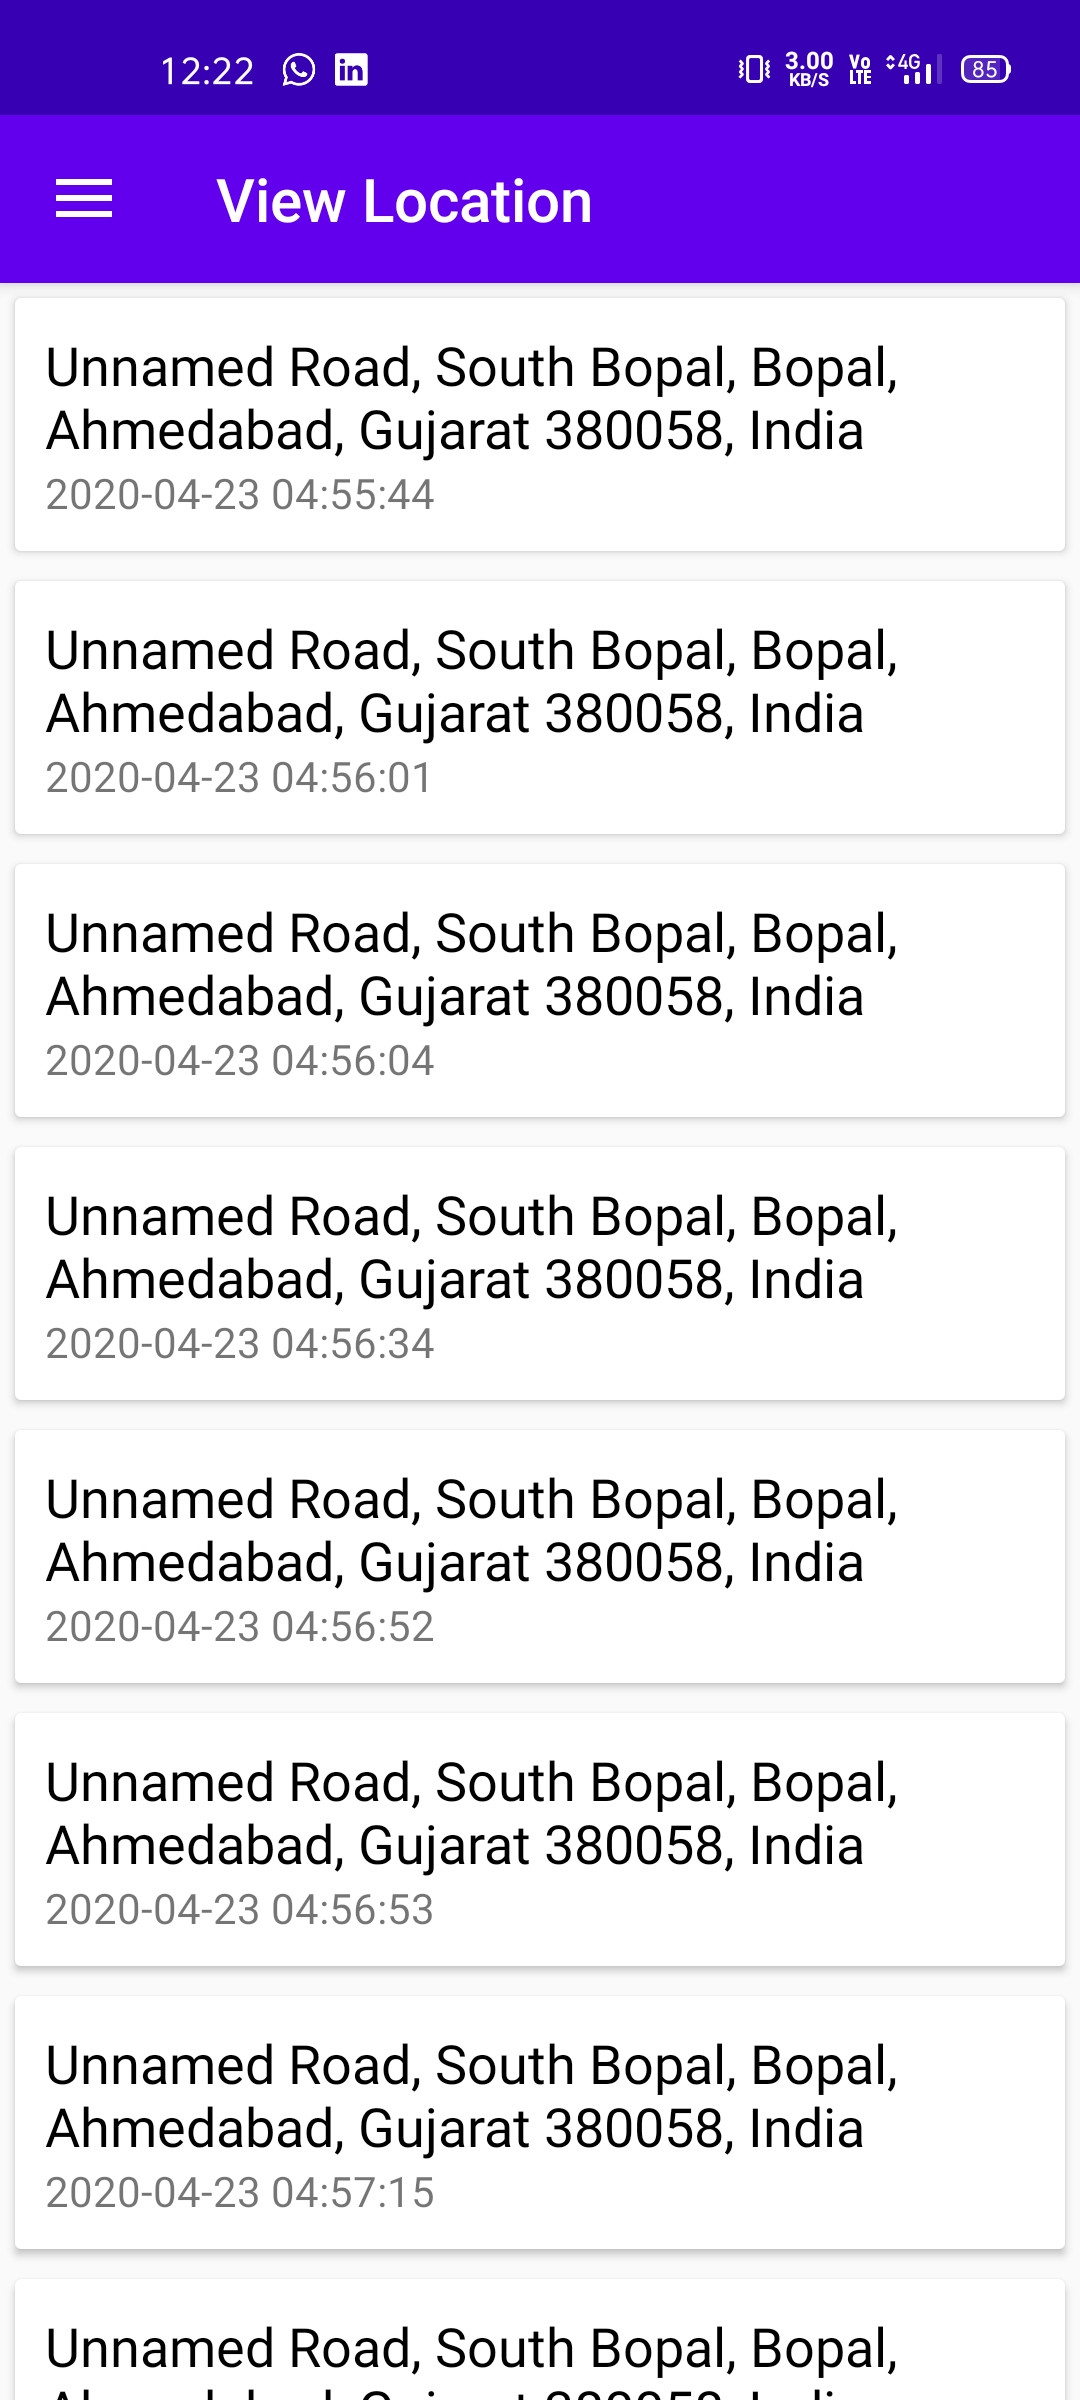 12:22 in 3.00 KB/S Vo LTE 4G 85
View Location
Unnamed Road, South Bopal, Bopal,
Ahmedabad, Gujarat 380058, India
2020-04-23 04:55:44
Unnamed Road, South Bopal, Bopal,
Ahmedabad, Gujarat 380058, India
2020-04-23 04:56:01
Unnamed Road, South Bopal, Bopal,
Ahmedabad, Gujarat 380058, India
2020-04-23 04:56:04
Unnamed Road, South Bopal, Bopal,
Ahmedabad, Gujarat 380058, India
2020-04-23 04:56:34
Unnamed Road, South Bopal, Bopal,
Ahmedabad, Gujarat 380058, India
2020-04-23 04:56:52
Unnamed Road, South Bopal, Bopal,
Ahmedabad, Gujarat 380058, India
2020-04-23 04:56:53
Unnamed Road, South Bopal, Bopal,
Ahmedabad, Gujarat 380058, India
2020-04-23 04:57:15
Unnamed Road, South Bopal, Bopal,